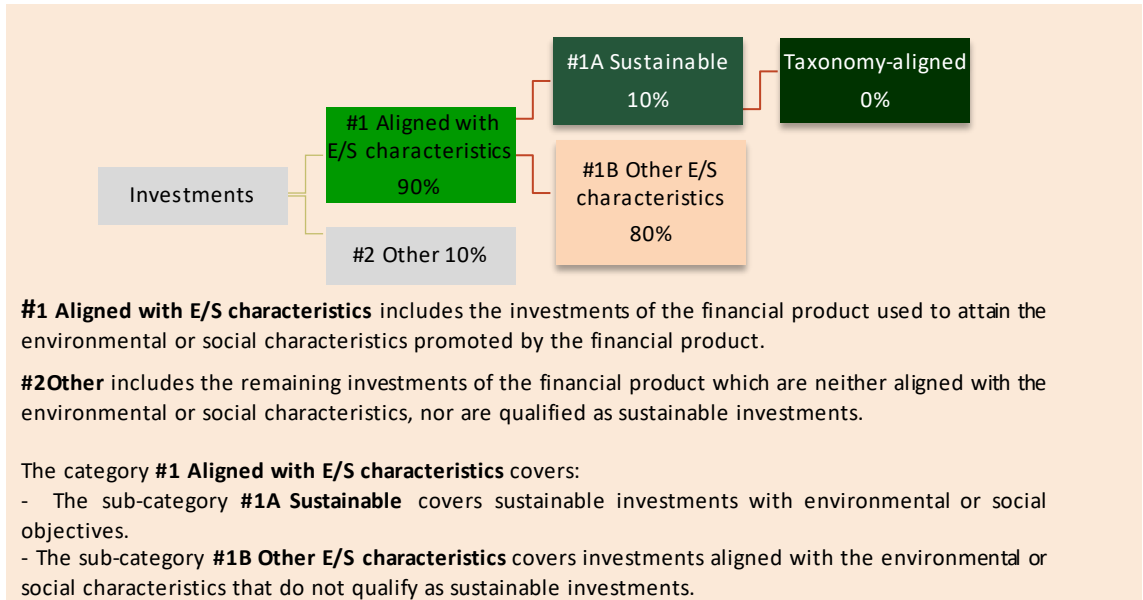 #1A Sustainable
10%
Taxonomy-aligned
0%
#1 Aligned with
E/S characteristics
90%
Investments
#1B Other E/S
characteristics
80%
#2 Other 10%
#1 Aligned with E/S characteristics includes the investments of the financial product used to attain the
environmental or social characteristics promoted by the financial product.
#2Other includes the remaining investments of the financial product which are neither aligned with the
environmental or social characteristics, nor are qualified as sustainable investments.
The category #1 Aligned with E/S characteristics covers:
- The sub-category #1A Sustainable covers sustainable investments with environmental or social
objectives.
- The sub-category #1B Other E/S characteristics covers investments aligned with the environmental or
social characteristics that do not qualify as sustainable investments.